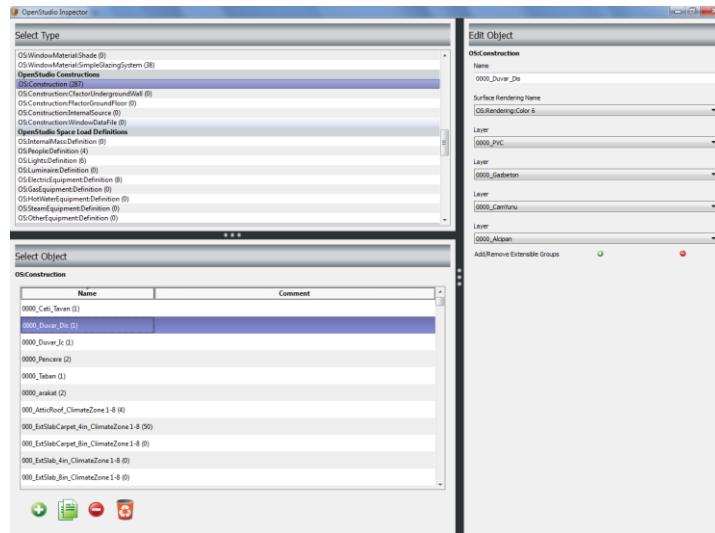 OpenStudio Inspector
Select Type
OS:WindowMaterial:Shade (0)
OS:WindowMaterial:SimpleGlazingSystem (38)
OpenStudio Constructions
OS:Construction (287)
OS:Construction:CfactorUndergroundWall (0)
OS:Construction:FfactorGroundFloor (0)
OS:Construction:InternalSource (0)
OS:Construction:WindowDataFile (0)
OpenStudio Space Load Definitions
OS:InternalMass:Definition (0)
OS:People:Definition (4)
OS:Lights:Definition (6)
OS:Luminaire:Definition (0)
OS:ElectricEquipment:Definition (8)
OS:GasEquipment:Definition (0)
OS:HotWaterEquipment:Definition (0)
OS:SteamEquipment:Definition (0)
OS:OtherEquipment:Definition (0)
Select Object
OS:Construction
Name Comment
0000_Cati_Tavan (1)
0000_Duvar_Dis (1)
0000_Duvar_Ic (1)
0000_Pencere (2)
0000_Taban (1)
0000_arakat (2)
000_AtticRoof_ClimateZone 1-8 (4)
000_ExtSlabCarpet_4in_ClimateZone 1-8 (50)
000_ExtSlabCarpet_8in_ClimateZone 1-8 (0)
000_ExtSlab_4in_ClimateZone 1-8 (0)
000_ExtSlab_8in_ClimateZone 1-8 (0)
Edit Object
OS:Construction
Name
0000_Duvar_Dis
Surface Rendering Name
OS:Rendering:Color 6
Layer
0000_PVC
Layer
0000_Gazbeton
Layer
0000_CamYunu
Layer
0000_Alcipan
Add/Remove Extensible Groups